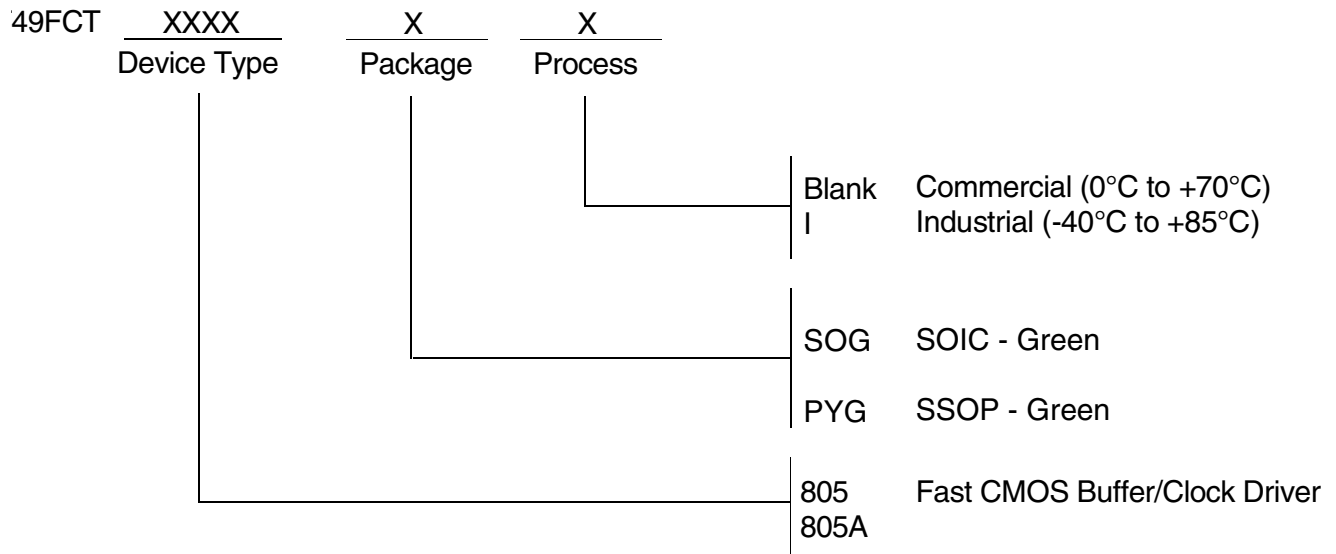 49FCT XXXX X X
Device Type Package Process
Blank Commercial (0°C to +70°C)
I Industrial (-40°C to +85°C)
SOG SOIC - Green
PYG SSOP - Green
805 Fast CMOS Buffer/Clock Driver
805A